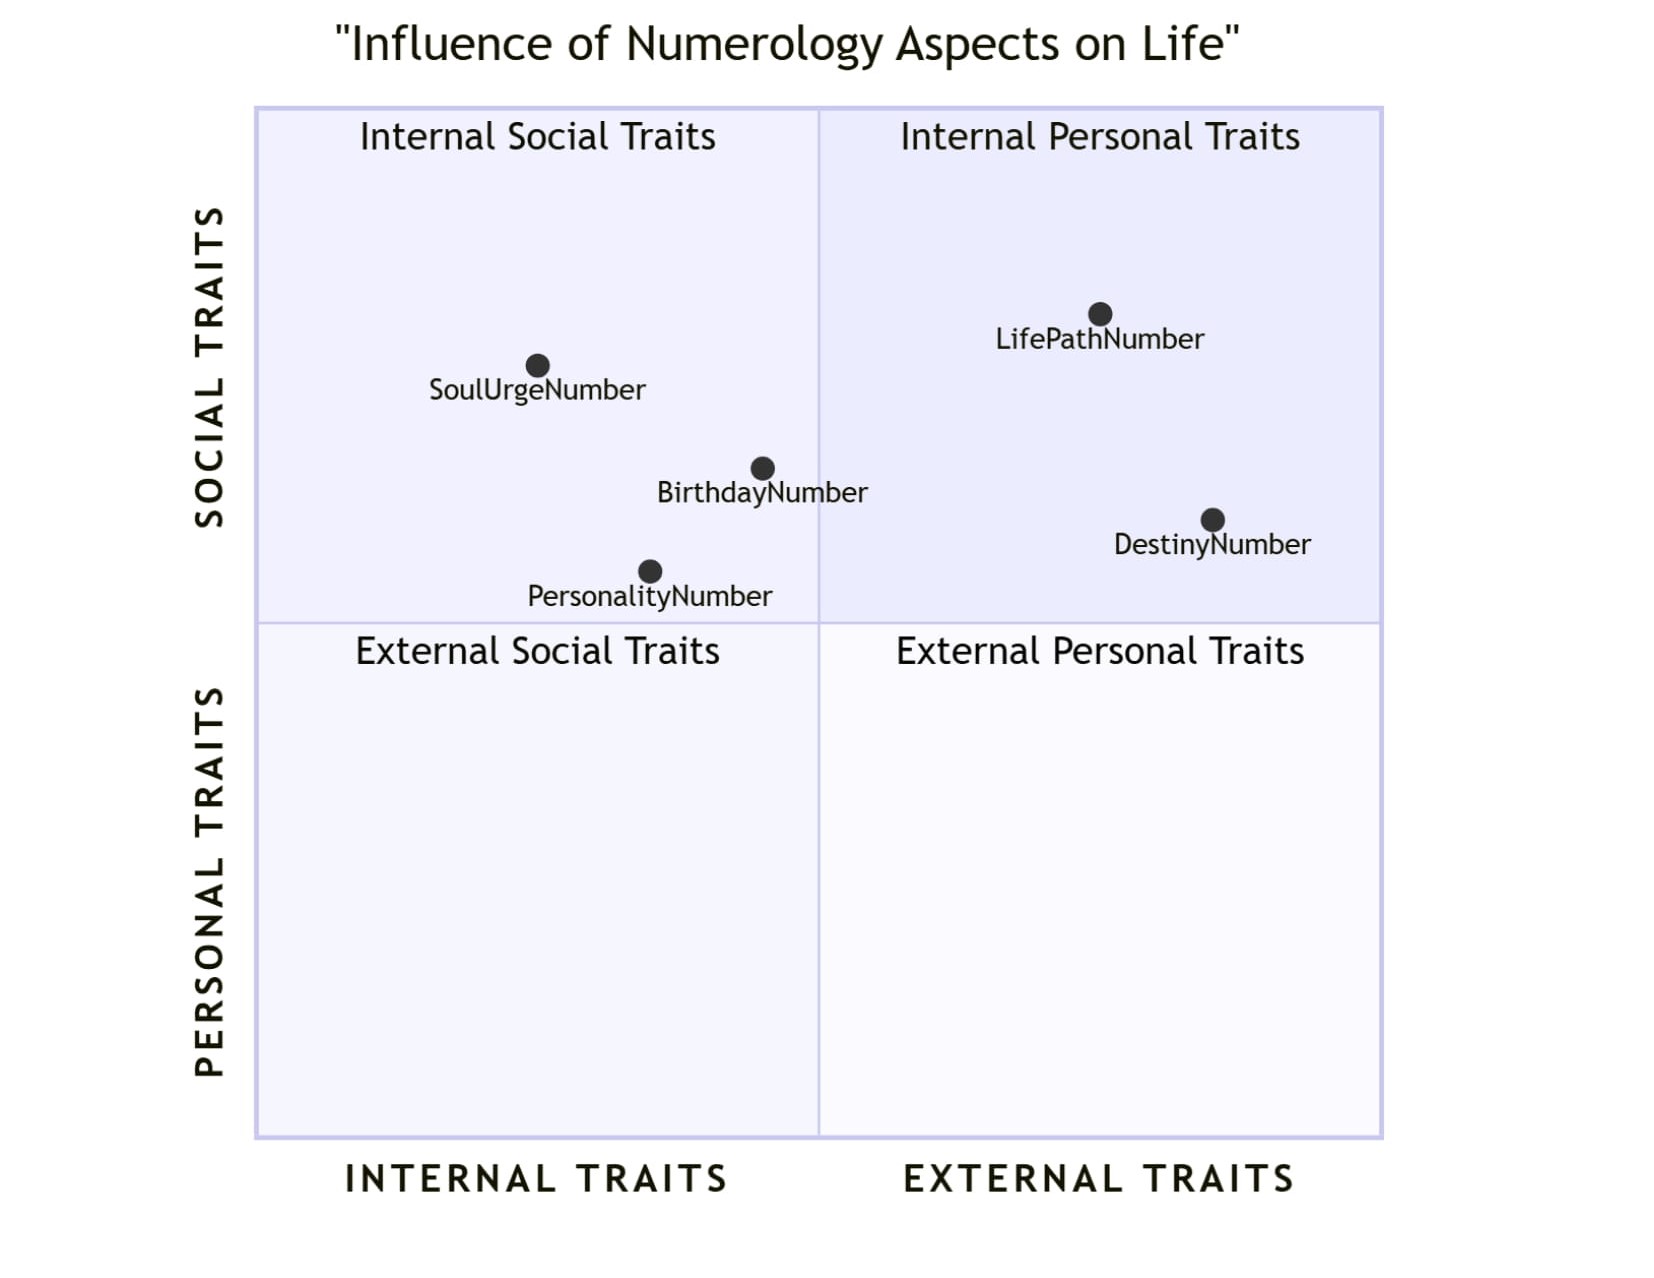 "Influence of Numerology Aspects on Life"
Internal Social Traits
Internal Personal Traits
SOCIAL TRAITS
LifePathNumber
SoulUrgeNumber
BirthdayNumber
DestinyNumber
PersonalityNumber
External Social Traits
External Personal Traits
PERSONAL TRAITS
INTERNAL TRAITS
EXTERNAL TRAITS